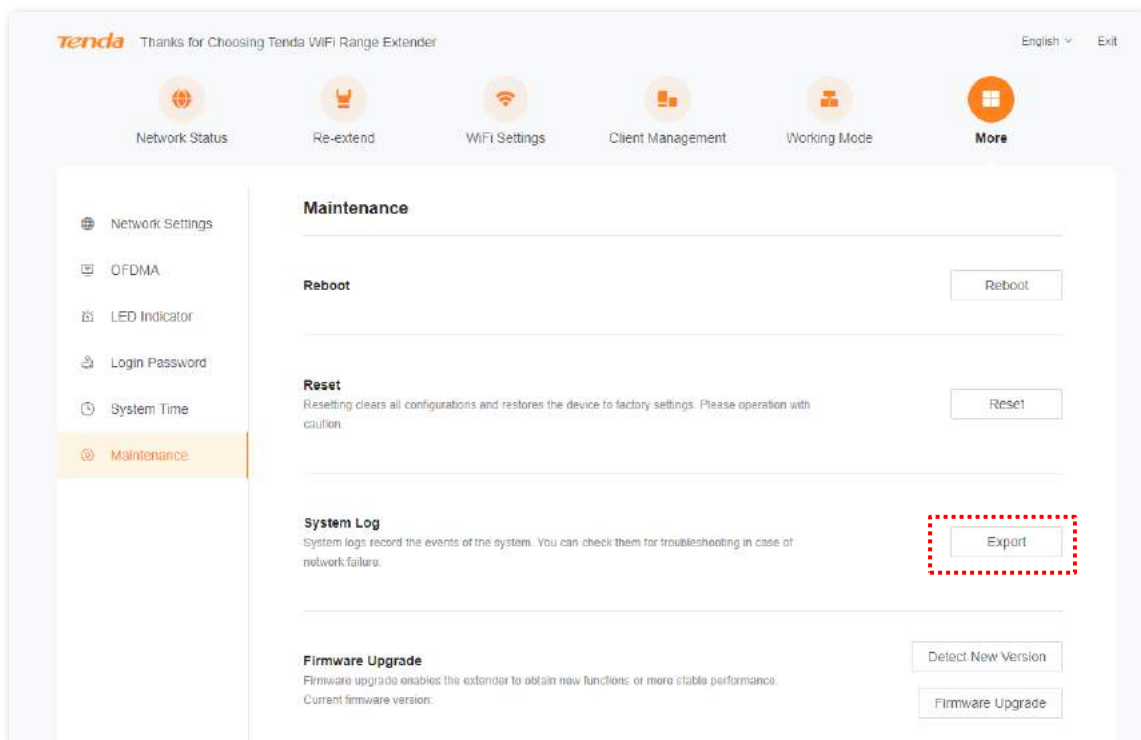 Tenda Thanks for Choosing Tenda WiFi Range Extender English Exit
Network Status Re-extend WiFi Settings Client Management Working Mode More
Maintenance
Network Settings
OFDMA
Reboot Reboot
LED Indicator
Login Password
Reset
Resetting clears all configurations and restores the device to factory settings. Please operation with
caution.
Reset
System Time
Maintenance
System Log
System logs record the events of the system. You can check them for troubleshooting in case of
network failure.
Export
Firmware Upgrade
Firmware upgrade enables the extender to obtain new functions or more stable performance.
Current firmware version:
Detect New Version
Firmware Upgrade